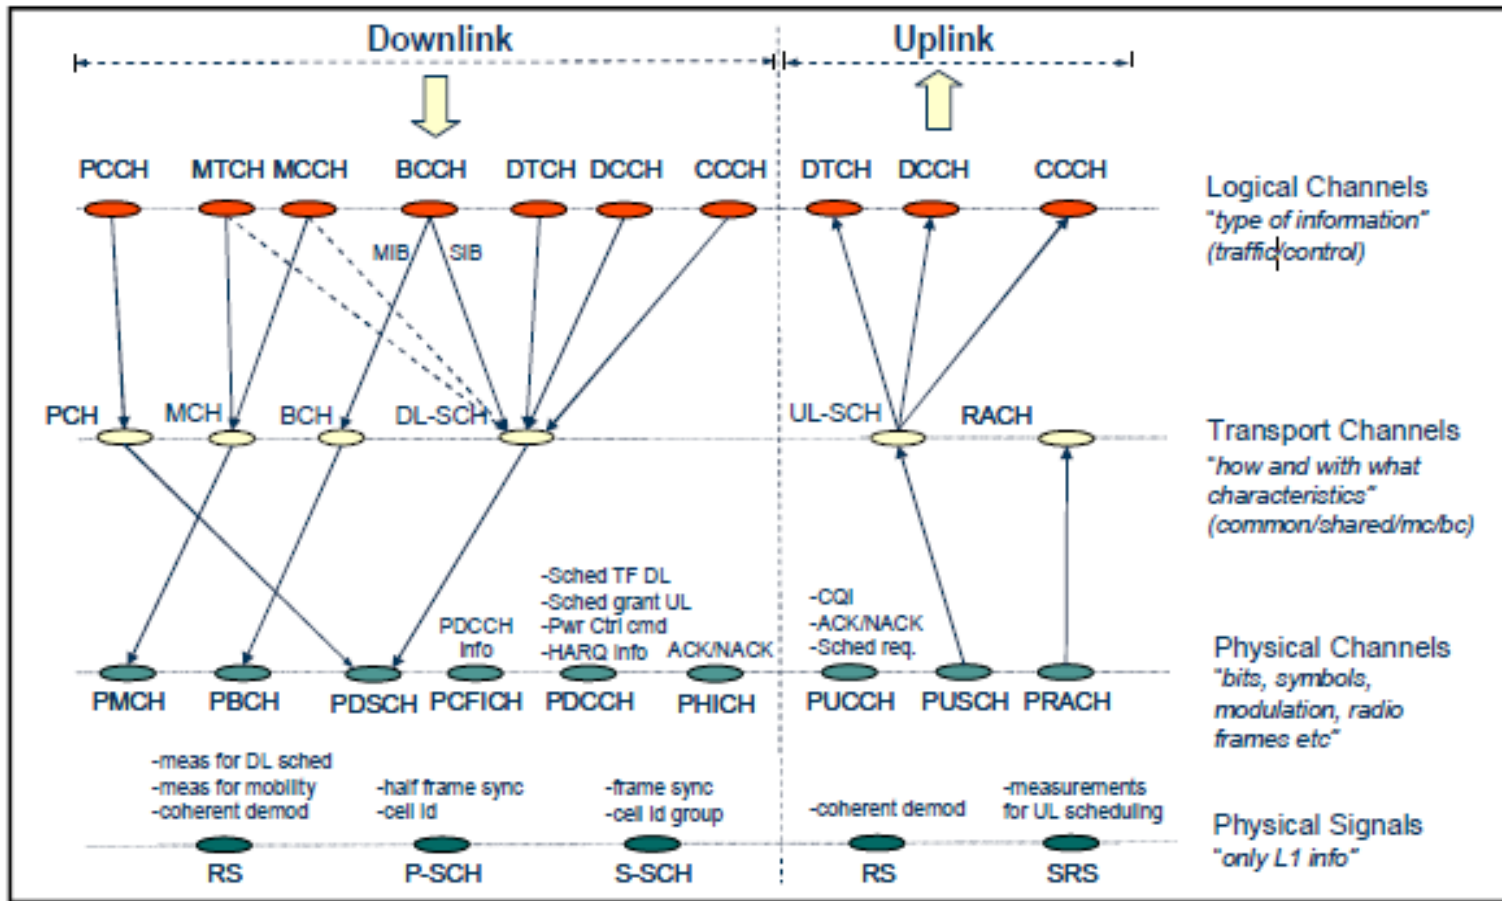 Downlink
Uplink
PCCH MTCH MCCH BCCH DTCH DCCH CCCH DTCH DCCH CCCH
Logical Channels
"type of information"
(traffic/control)
MIB SIB
PCH MCH BCH DL-SCH UL-SCH RACH
Transport Channels
"how and with what
characteristics"
(common/shared/mc/bc)
PDCCH
Info
-Sched TF DL
-Sched grant UL
-Pwr Ctrl cmd
-HARQ Info
ACK/NACK
-CQI
-ACK/NACK
-Sched req.
PMCH PBCH PDSCH PCFICH PDCCH PHICH PUCCH PUSCH PRACH
Physical Channels
"bits, symbols,
modulation, radio
frames etc"
-meas for DL sched
-meas for mobility
-coherent demod
-half frame sync
-cell id
-frame sync
-cell id group
-coherent demod
-measurements
for UL scheduling
RS P-SCH S-SCH RS SRS
Physical Signals
"only L1 info"